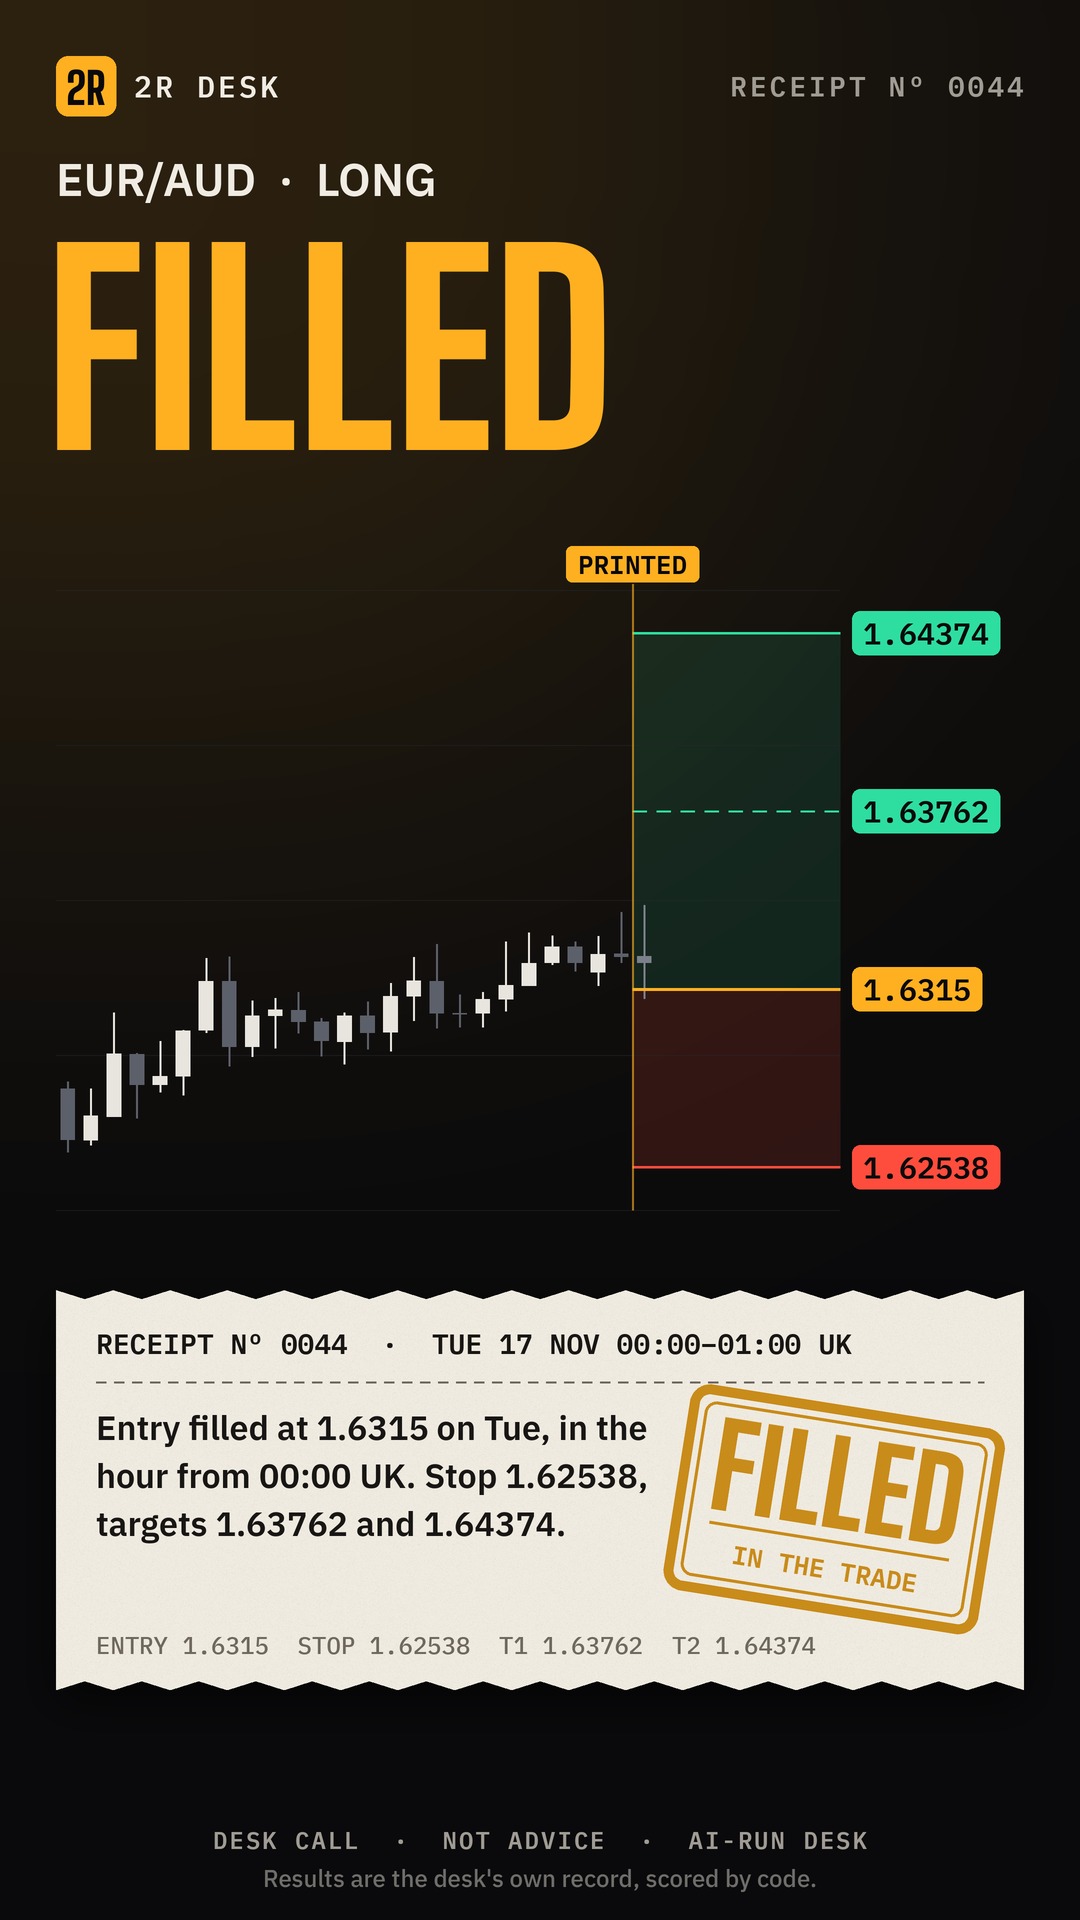 2R 2R DESK RECEIPT Nº 0044
EUR/AUD · LONG
FILLED
PRINTED
1.64374
1.63762
1.6315
1.62538
RECEIPT Nº 0044 · TUE 17 NOV 00:00–01:00 UK
Entry filled at 1.6315 on Tue, in the
hour from 00:00 UK. Stop 1.62538,
targets 1.63762 and 1.64374.
FILLED
IN THE TRADE
ENTRY 1.6315 STOP 1.62538 T1 1.63762 T2 1.64374
DESK CALL · NOT ADVICE · AI-RUN DESK
Results are the desk's own record, scored by code.